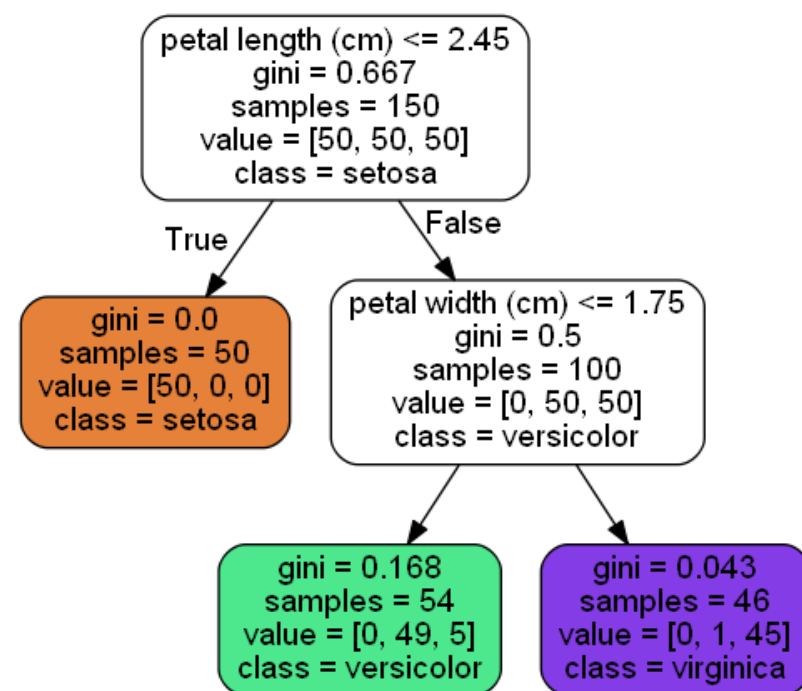 petal length (cm) <= 2.45
gini = 0.667
samples = 150
value = [50, 50, 50]
class = setosa
True
False
gini = 0.0
samples = 50
value = [50, 0, 0]
class = setosa
petal width (cm) <= 1.75
gini = 0.5
samples = 100
value = [0, 50, 50]
class = versicolor
gini = 0.168
samples = 54
value = [0, 49, 5]
class = versicolor
gini = 0.043
samples = 46
value = [0, 1, 45]
class = virginica